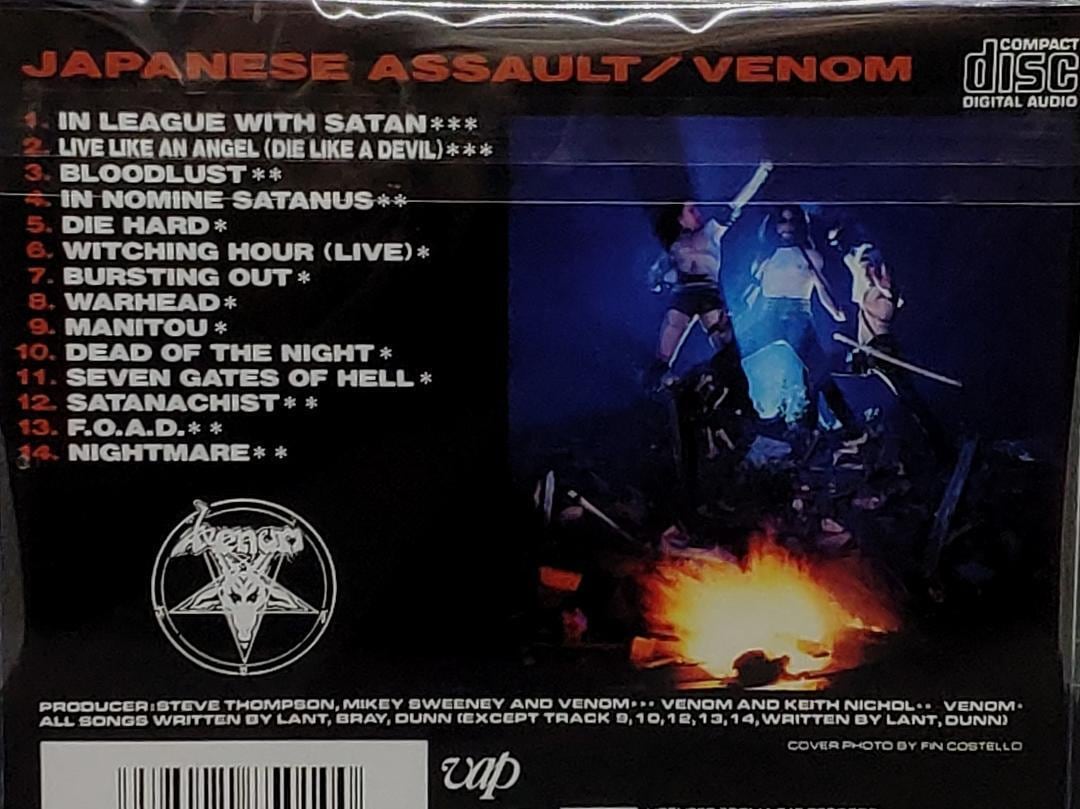 JAPANESE ASSAULT/VENOM
COMPACT
disc
DIGITAL AUDIO
1. IN LEAGUE WITH SATAN***
2. LIVE LIKE AN ANGEL (DIE LIKE A DEVIL)***
3. BLOODLUST**
4. IN NOMINE SATANUS**
5. DIE HARD*
6. WITCHING HOUR (LIVE)*
7. BURSTING OUT*
8. WARHEAD*
9. MANITOU*
10. DEAD OF THE NIGHT*
11. SEVEN GATES OF HELL*
12. SATANACHIST**
13. F.O.A.D.**
14. NIGHTMARE**
Venom
PRODUCER:STEVE THOMPSON, MIKEY SWEENEY AND VENOM*** VENOM AND KEITH NICHOL** VENOM*
ALL SONGS WRITTEN BY LANT, BRAY, DUNN (EXCEPT TRACK 9,10,12,13,14,WRITTEN BY LANT,DUNN)
COVER PHOTO BY FIN COSTELLO
vap